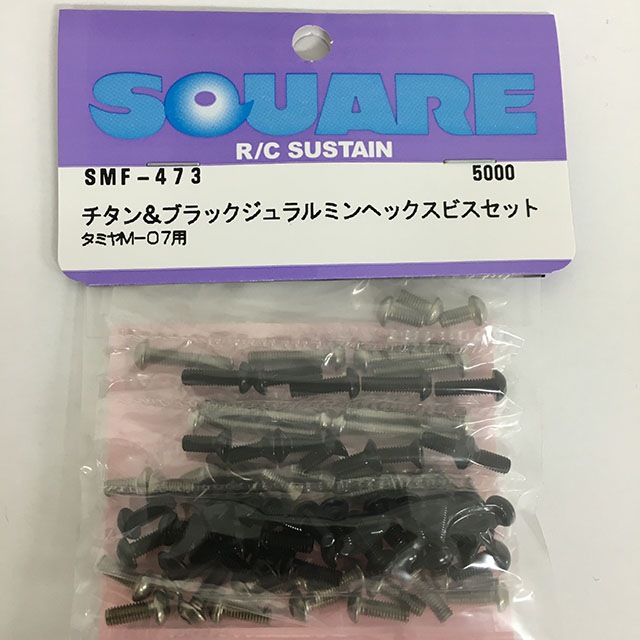 SQUARE
R/C SUSTAIN
SMF-473 5000
チタン&ブラックジュラルミンヘックスビスセット
タミヤM-07用